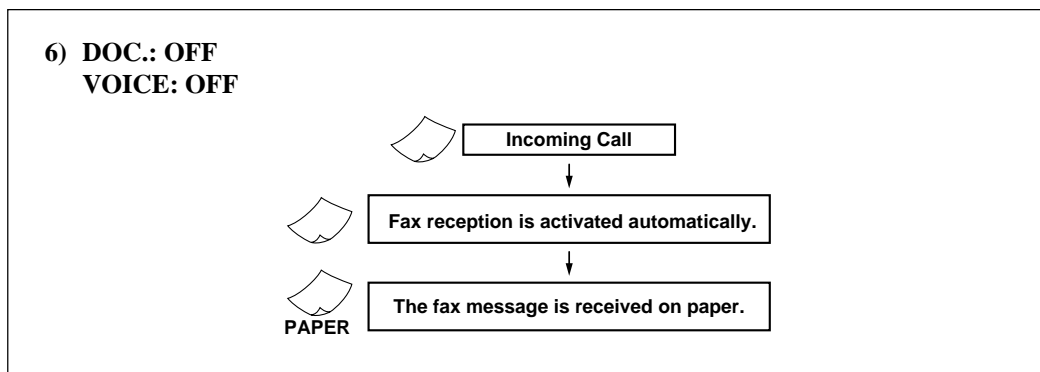 6) DOC.: OFF
VOICE: OFF
Incoming Call
Fax reception is activated automatically.
The fax message is received on paper.
PAPER